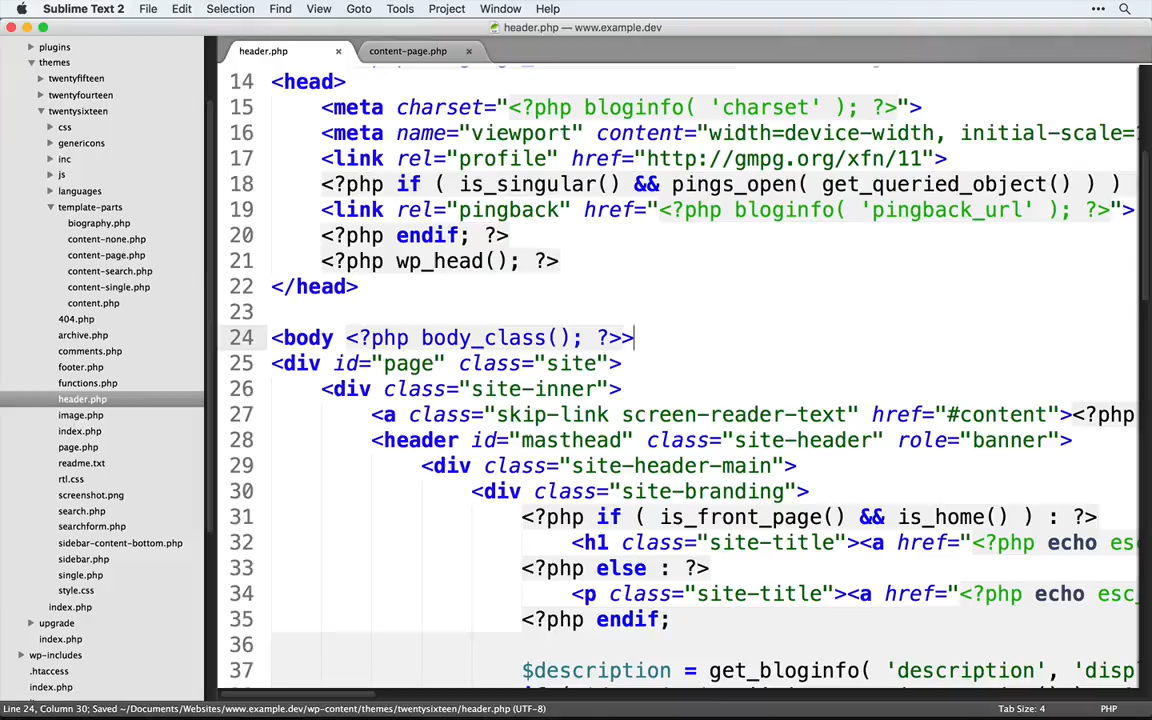 Sublime Text 2 File Edit Selection Find View Goto Tools Project Window Help
header.php — www.example.dev
header.php × content-page.php ×
plugins
themes
twentyfifteen
twentyfourteen
twentysixteen
css
genericons
inc
js
languages
template-parts
biography.php
content-none.php
content-page.php
content-search.php
content-single.php
content.php
404.php
archive.php
comments.php
footer.php
functions.php
header.php
image.php
index.php
page.php
readme.txt
rtl.css
screenshot.png
search.php
searchform.php
sidebar-content-bottom.php
sidebar.php
single.php
style.css
index.php
upgrade
index.php
wp-includes
.htaccess
index.php
14 <head>
15 <meta charset="<?php bloginfo( 'charset' ); ?>">
16 <meta name="viewport" content="width=device-width, initial-scale=1
17 <link rel="profile" href="http://gmpg.org/xfn/11">
18 <?php if ( is_singular() && pings_open( get_queried_object() ) )
19 <link rel="pingback" href="<?php bloginfo( 'pingback_url' ); ?>">
20 <?php endif; ?>
21 <?php wp_head(); ?>
22 </head>
23
24 <body <?php body_class(); ?>>
25 <div id="page" class="site">
26 <div class="site-inner">
27 <a class="skip-link screen-reader-text" href="#content"><?php
28 <header id="masthead" class="site-header" role="banner">
29 <div class="site-header-main">
30 <div class="site-branding">
31 <?php if ( is_front_page() && is_home() ) : ?>
32 <h1 class="site-title"><a href="<?php echo esc
33 <?php else : ?>
34 <p class="site-title"><a href="<?php echo esc_
35 <?php endif;
36
37 $description = get_bloginfo( 'description', 'disp
Line 24, Column 30; Saved ~/Documents/Websites/www.example.dev/wp-content/themes/twentysixteen/header.php (UTF-8) Tab Size: 4 PHP